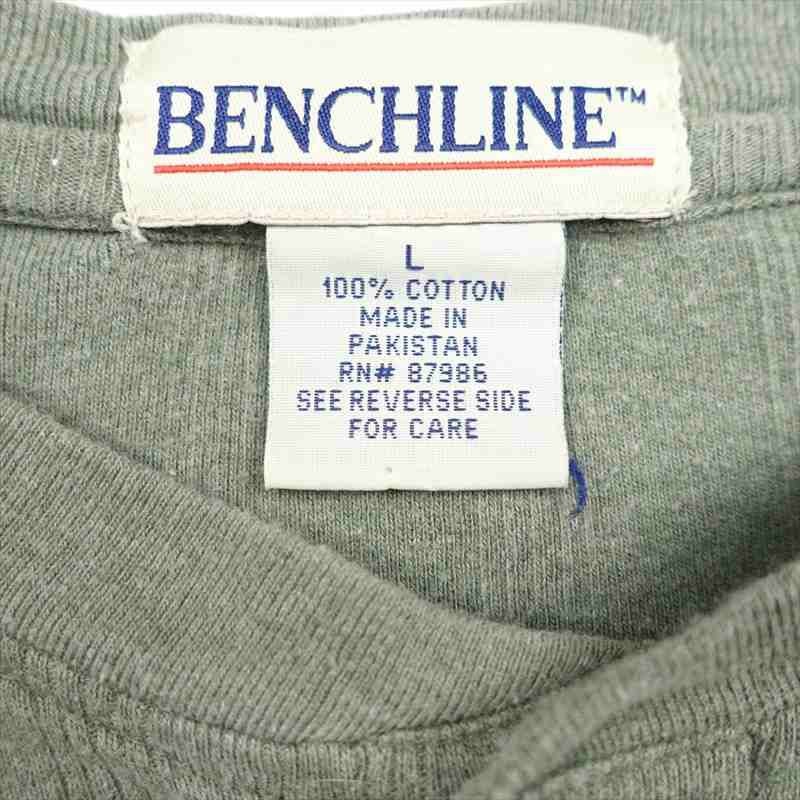 BENCHLINE™
L
100% COTTON
MADE IN
PAKISTAN
RN# 87986
SEE REVERSE SIDE
FOR CARE